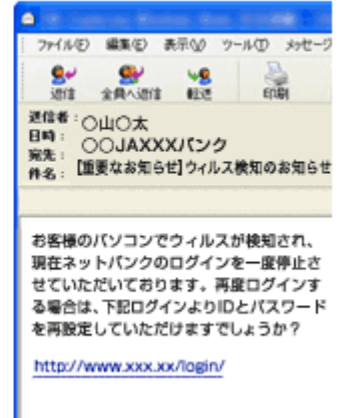 ファイル(F) 編集(E) 表示(V) ツール(T) メッセージ
返信 全員へ返信 転送 印刷
送信者： 〇山〇太
日時：
宛先： 〇〇JAXXXバンク
件名： 【重要なお知らせ】ウィルス検知のお知らせ
お客様のパソコンでウィルスが検知され、
現在ネットバンクのログインを一度停止さ
せていただいております。再度ログインす
る場合は、下記ログインよりIDとパスワード
を再設定していただけますでしょうか？
http://www.xxx.xx/login/